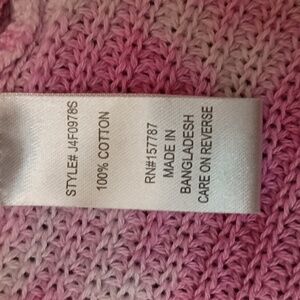 STYLE# J4F0978S
100% COTTON
RN#157787
MADE IN
BANGLADESH
CARE ON REVERSE